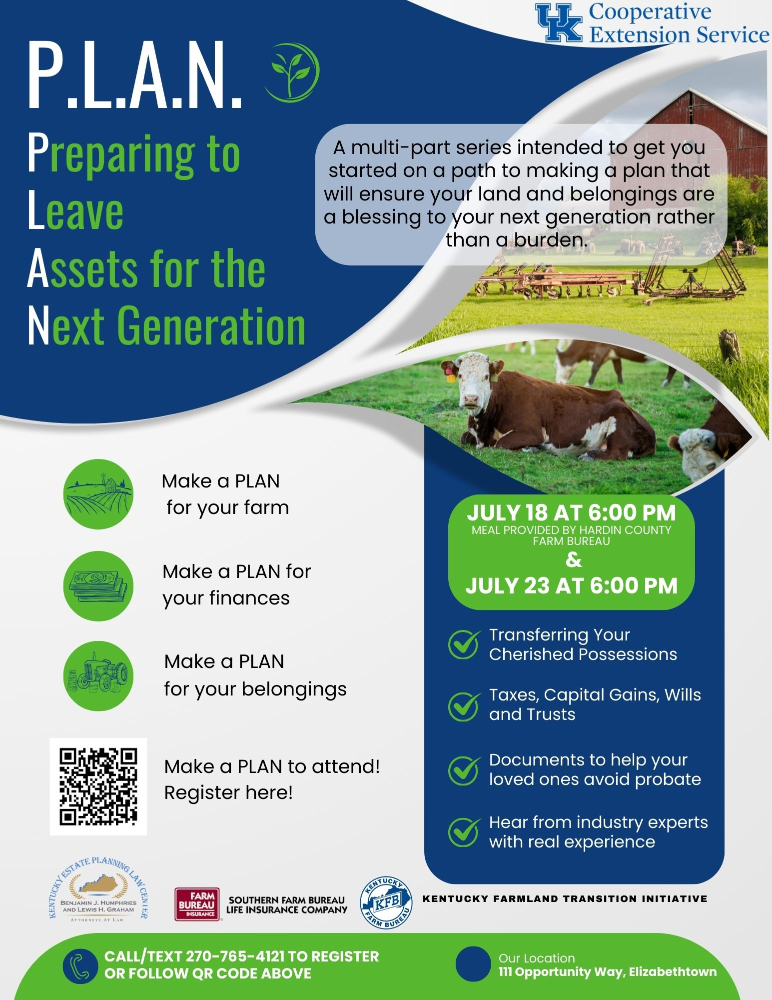 UK Cooperative
Extension Service
P.L.A.N.
Preparing to
Leave
Assets for the
Next Generation
A multi-part series intended to get you
started on a path to making a plan that
will ensure your land and belongings are
a blessing to your next generation rather
than a burden.
Make a PLAN
for your farm
Make a PLAN for
your finances
Make a PLAN
for your belongings
Make a PLAN to attend!
Register here!
JULY 18 AT 6:00 PM
MEAL PROVIDED BY HARDIN COUNTY
FARM BUREAU
&
JULY 23 AT 6:00 PM
Transferring Your
Cherished Possessions
Taxes, Capital Gains, Wills
and Trusts
Documents to help your
loved ones avoid probate
Hear from industry experts
with real experience
KENTUCKY ESTATE PLANNING LAW CENTER
BENJAMIN J. HUMPHRIES
AND LEWIS H. GRAHAM
ATTORNEYS AT LAW
FARM
BUREAU
INSURANCE
SOUTHERN FARM BUREAU
LIFE INSURANCE COMPANY
KENTUCKY
KFB
FARM BUREAU
KENTUCKY FARMLAND TRANSITION INITIATIVE
CALL/TEXT 270-765-4121 TO REGISTER
OR FOLLOW QR CODE ABOVE
Our Location
111 Opportunity Way, Elizabethtown